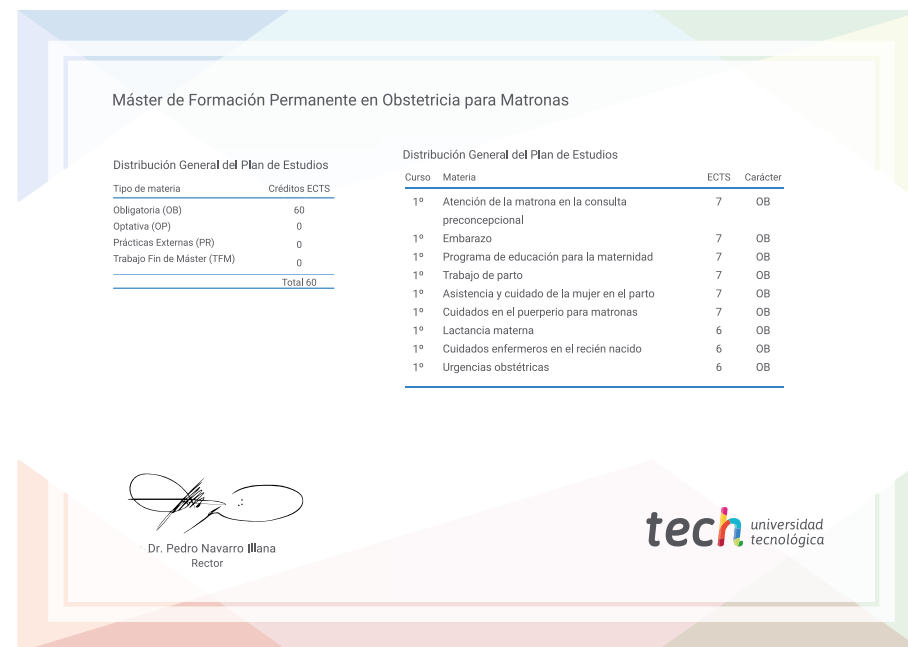 Máster de Formación Permanente en Obstetricia para Matronas
Distribución General del Plan de Estudios
Tipo de materia Créditos ECTS
Obligatoria (OB) 60
Optativa (OP) 0
Prácticas Externas (PR) 0
Trabajo Fin de Máster (TFM) 0
Total 60
Distribución General del Plan de Estudios
Curso Materia ECTS Carácter
1º Atención de la matrona en la consulta 7 OB
preconcepcional
1º Embarazo 7 OB
1º Programa de educación para la maternidad 7 OB
1º Trabajo de parto 7 OB
1º Asistencia y cuidado de la mujer en el parto 7 OB
1º Cuidados en el puerperio para matronas 7 OB
1º Lactancia materna 6 OB
1º Cuidados enfermeros en el recién nacido 6 OB
1º Urgencias obstétricas 6 OB
Dr. Pedro Navarro Illana
Rector
tech universidad
tecnológica